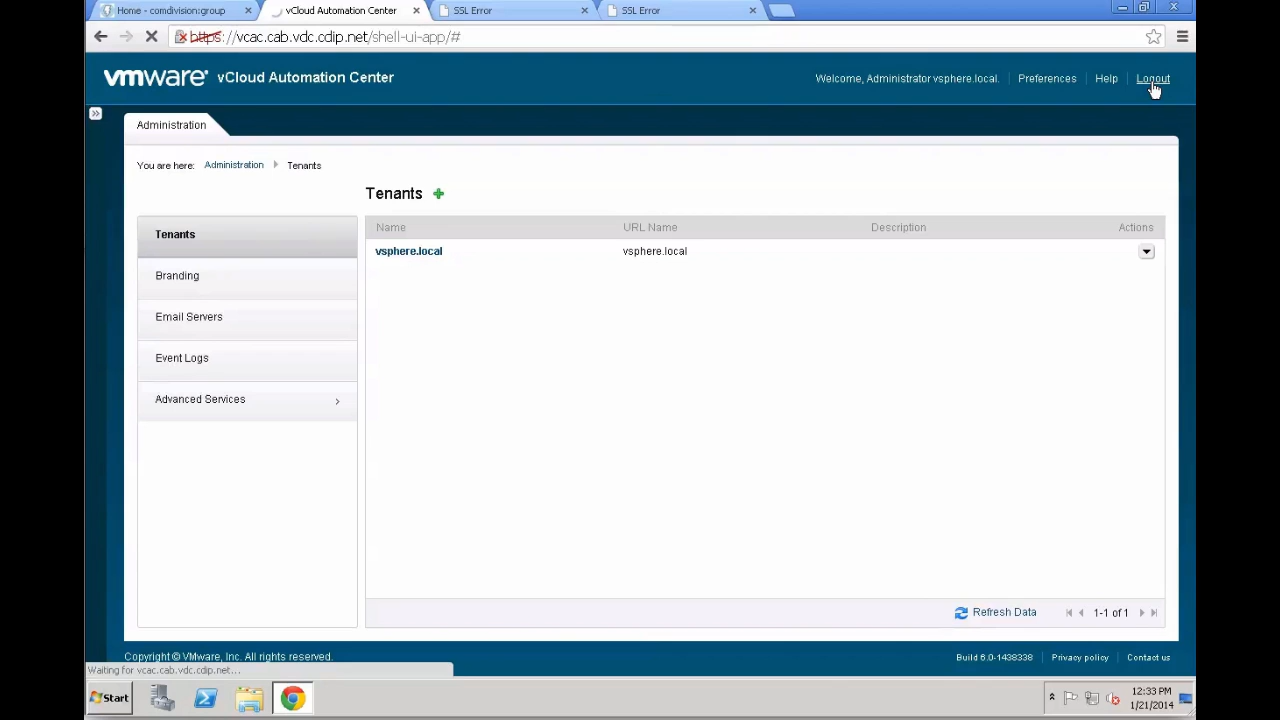 Home - comdivision:group
vCloud Automation Center
SSL Error
SSL Error
https://vcac.cab.vdc.cdip.net/shell-ui-app/#
vmware® vCloud Automation Center
Welcome, Administrator vsphere.local.
Preferences
Help
Logout
Administration
You are here: Administration Tenants
Tenants
Tenants
Branding
Email Servers
Event Logs
Advanced Services
Name URL Name Description Actions
vsphere.local vsphere.local
Refresh Data
1-1 of 1
Copyright © VMware, Inc. All rights reserved.
Build 6.0-1438338
Privacy policy
Contact us
Waiting for vcac.cab.vdc.cdip.net...
Start
12:33 PM
1/21/2014